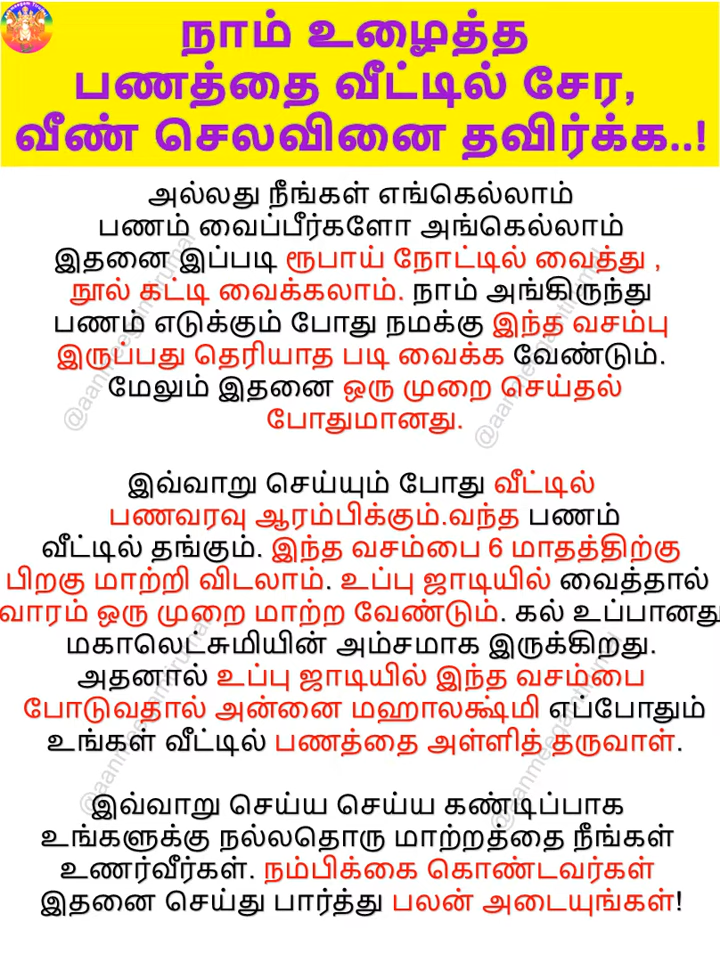 நாம் உழைத்த
பணத்தை வீட்டில் சேர,
வீண் செலவினை தவிர்க்க..!
அல்லது நீங்கள் எங்கெல்லாம்
பணம் வைப்பீர்களோ அங்கெல்லாம்
இதனை இப்படி ரூபாய் நோட்டில் வைத்து ,
நூல் கட்டி வைக்கலாம். நாம் அங்கிருந்து
பணம் எடுக்கும் போது நமக்கு இந்த வசம்பு
இருப்பது தெரியாத படி வைக்க வேண்டும்.
மேலும் இதனை ஒரு முறை செய்தல்
போதுமானது.
இவ்வாறு செய்யும் போது வீட்டில்
பணவரவு ஆரம்பிக்கும்.வந்த பணம்
வீட்டில் தங்கும். இந்த வசம்பை 6 மாதத்திற்கு
பிறகு மாற்றி விடலாம். உப்பு ஜாடியில் வைத்தால்
வாரம் ஒரு முறை மாற்ற வேண்டும். கல் உப்பானது
மகாலெட்சுமியின் அம்சமாக இருக்கிறது.
அதனால் உப்பு ஜாடியில் இந்த வசம்பை
போடுவதால் அன்னை மஹாலக்ஷ்மி எப்போதும்
உங்கள் வீட்டில் பணத்தை அள்ளித் தருவாள்.
இவ்வாறு செய்ய செய்ய கண்டிப்பாக
உங்களுக்கு நல்லதொரு மாற்றத்தை நீங்கள்
உணர்வீர்கள். நம்பிக்கை கொண்டவர்கள்
இதனை செய்து பார்த்து பலன் அடையுங்கள்!